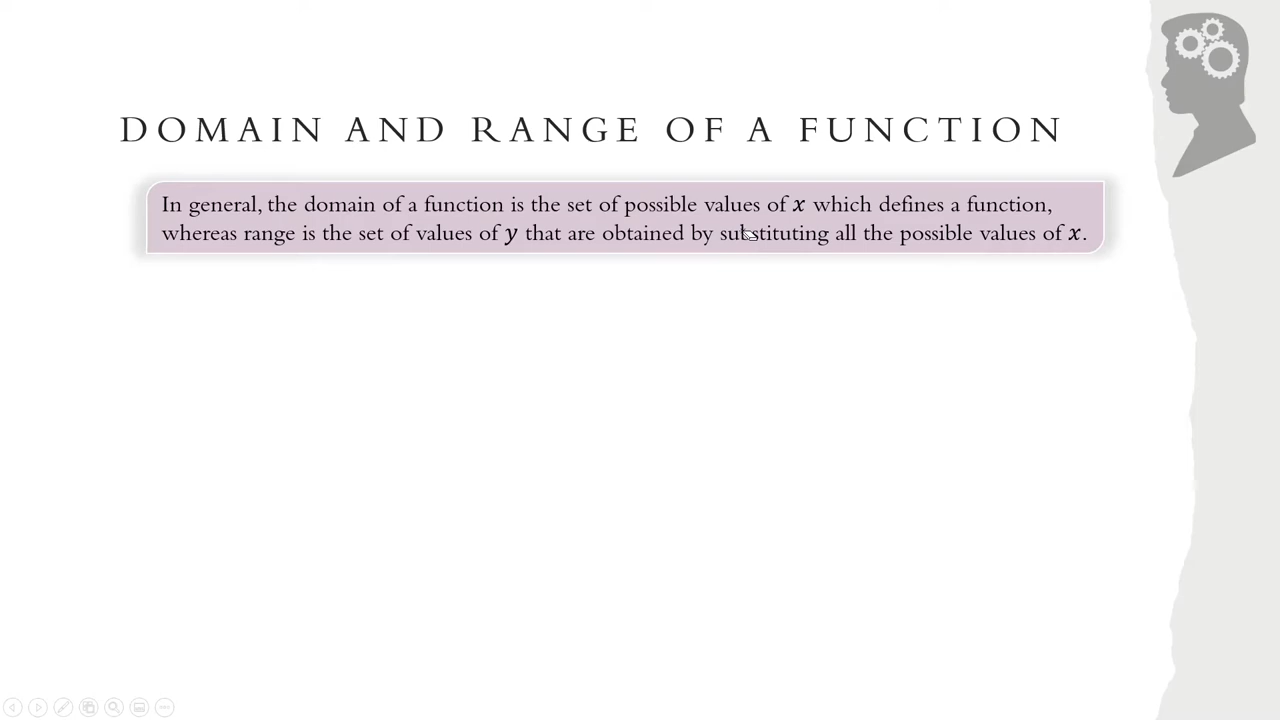 DOMAIN AND RANGE OF A FUNCTION
In general, the domain of a function is the set of possible values of x which defines a function,
whereas range is the set of values of y that are obtained by substituting all the possible values of x.